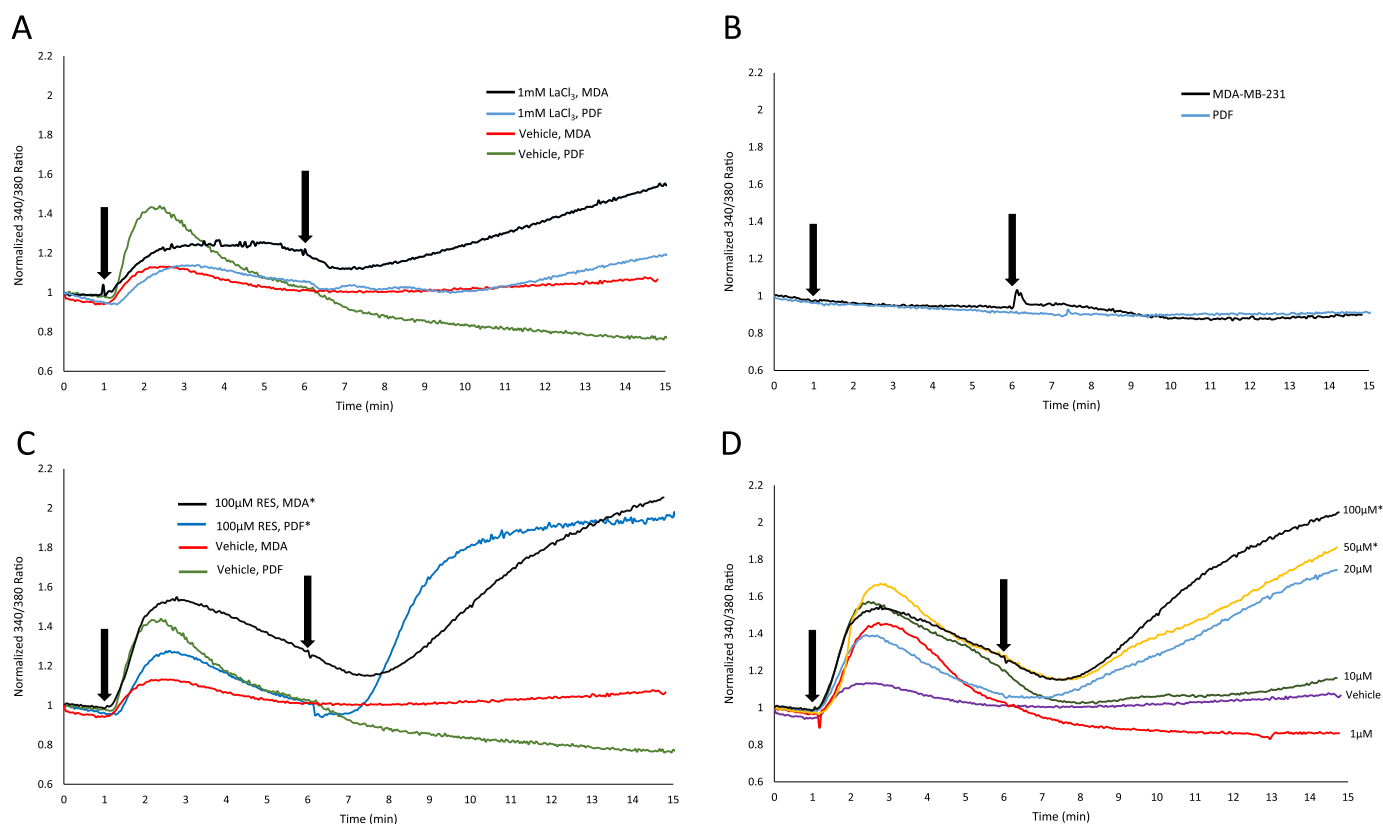 A
2.2
2
1.8
1.6
1.4
1.2
1
0.8
0.6
Normalized 340/380 Ratio
1mM LaCl₃, MDA
1mM LaCl₃, PDF
Vehicle, MDA
Vehicle, PDF
0 1 2 3 4 5 6 7 8 9 10 11 12 13 14 15
Time (min)
B
2.2
2
1.8
1.6
1.4
1.2
1
0.8
0.6
Normalized 340/380 Ratio
MDA-MB-231
PDF
0 1 2 3 4 5 6 7 8 9 10 11 12 13 14 15
Time (min)
C
2.2
2
1.8
1.6
1.4
1.2
1
0.8
0.6
Normalized 340/380 Ratio
100µM RES, MDA*
100µM RES, PDF*
Vehicle, MDA
Vehicle, PDF
0 1 2 3 4 5 6 7 8 9 10 11 12 13 14 15
Time (min)
D
2.2
2
1.8
1.6
1.4
1.2
1
0.8
0.6
Normalized 340/380 Ratio
100µM*
50µM*
20µM
10µM
Vehicle
1µM
0 1 2 3 4 5 6 7 8 9 10 11 12 13 14 15
Time (min)